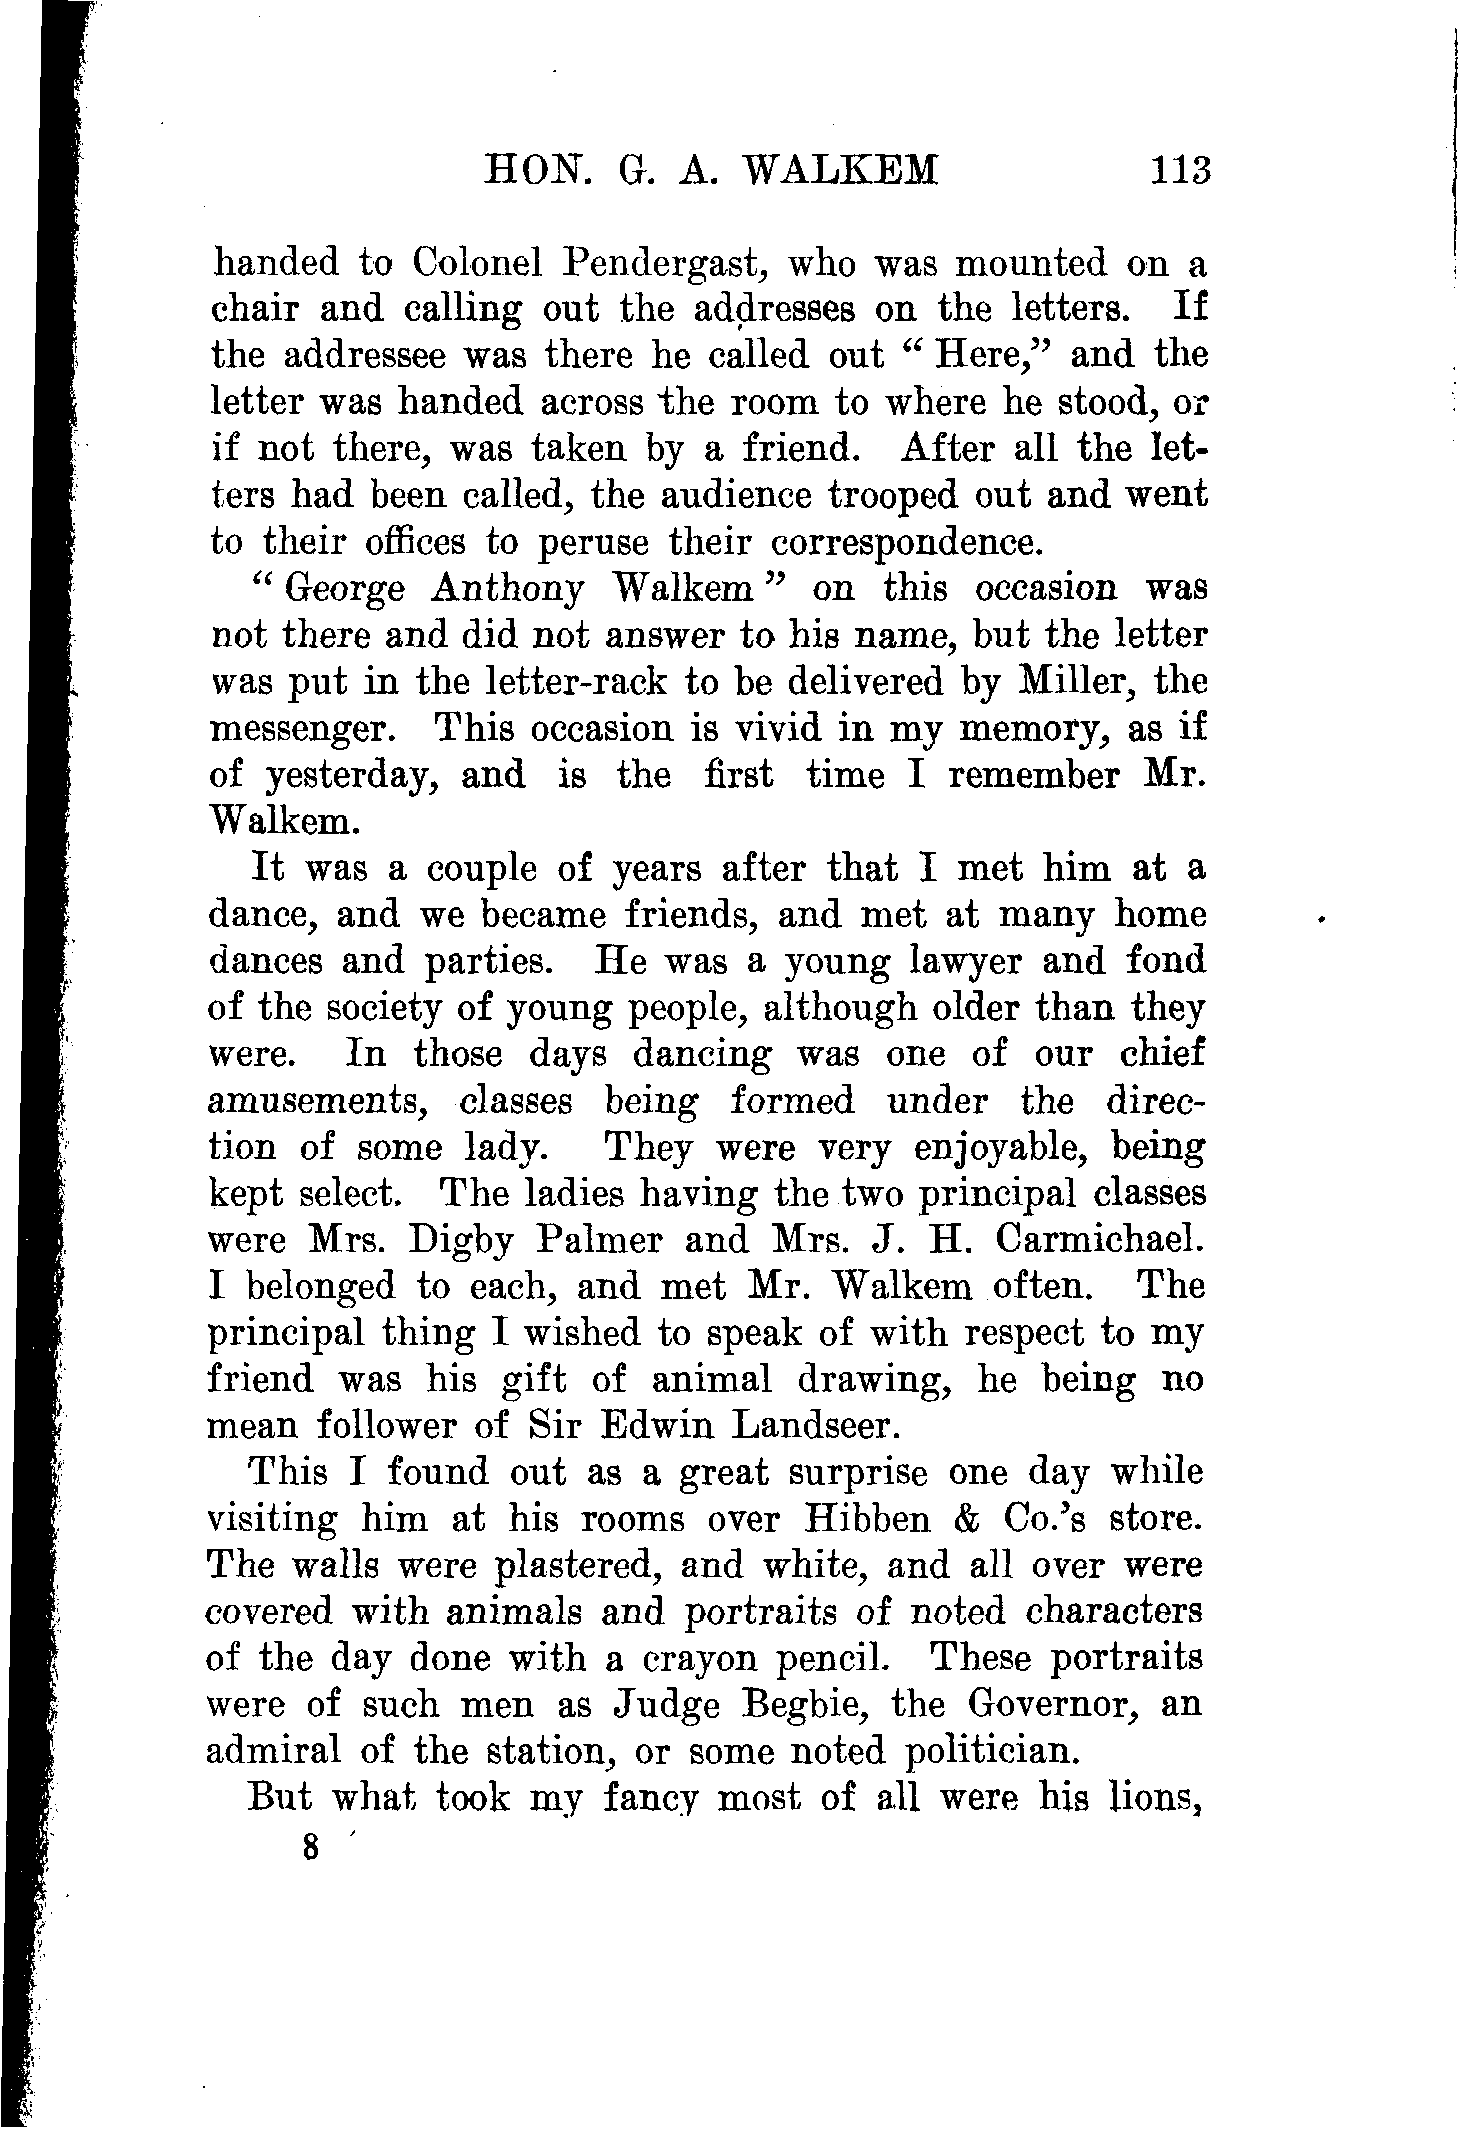 HON. G. A. WALKEM 113
handed to Colonel Pendergast, who was mounted on a
chair and calling out the addresses on the letters. If
the addressee was there he called out “ Here,” and the
letter was handed across the room to where he stood, or
if not there, was taken by a friend. After all the let-
ters had been called, the audience trooped out and went
to their offices to peruse their correspondence.
“ George Anthony Walkem ” on this occasion was
not there and did not answer to his name, but the letter
was put in the letter-rack to be delivered by Miller, the
messenger. This occasion is vivid in my memory, as if
of yesterday, and is the first time I remember Mr.
Walkem.
It was a couple of years after that I met him at a
dance, and we became friends, and met at many home
dances and parties. He was a young lawyer and fond
of the society of young people, although older than they
were. In those days dancing was one of our chief
amusements, classes being formed under the direc-
tion of some lady. They were very enjoyable, being
kept select. The ladies having the two principal classes
were Mrs. Digby Palmer and Mrs. J. H. Carmichael.
I belonged to each, and met Mr. Walkem often. The
principal thing I wished to speak of with respect to my
friend was his gift of animal drawing, he being no
mean follower of Sir Edwin Landseer.
This I found out as a great surprise one day while
visiting him at his rooms over Hibben & Co.’s store.
The walls were plastered, and white, and all over were
covered with animals and portraits of noted characters
of the day done with a crayon pencil. These portraits
were of such men as Judge Begbie, the Governor, an
admiral of the station, or some noted politician.
But what took my fancy most of all were his lions,
8